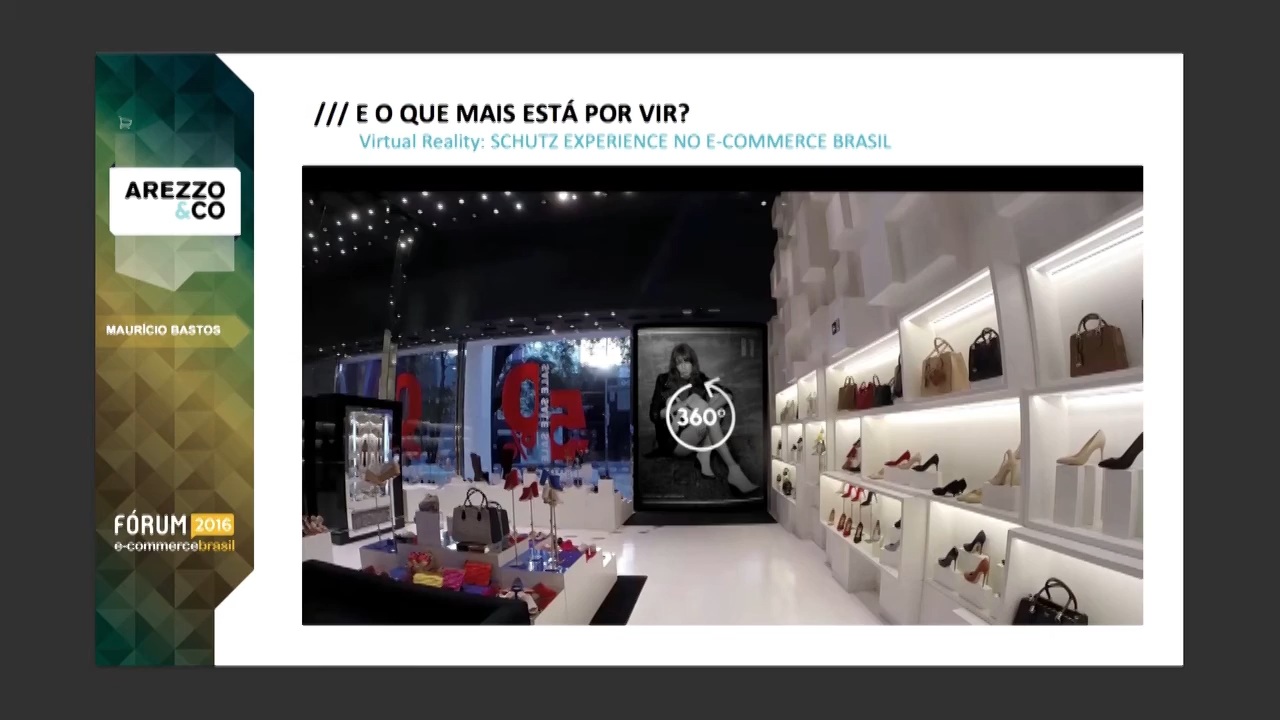 /// E O QUE MAIS ESTÁ POR VIR?
Virtual Reality: SCHUTZ EXPERIENCE NO E-COMMERCE BRASIL
AREZZO
&CO
MAURÍCIO BASTOS
FÓRUM 2016
e-commercebrasil
360º